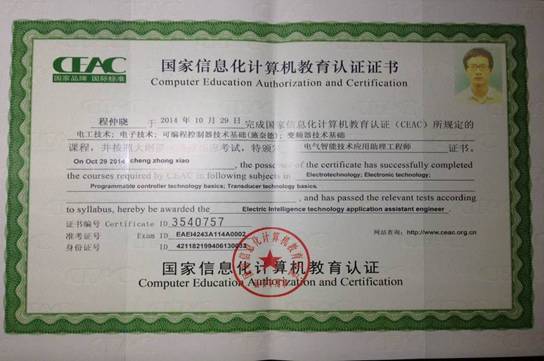 CEAC
国家品牌 国际标准
国家信息化计算机教育认证证书
Computer Education Authorization and Certification
程仲晓 于 2014 年 10 月 29 日 完成国家信息化计算机教育认证（CEAC）所规定的
电工技术; 电子技术; 可编程控制器技术基础(施奈德); 变频器技术基础
课程，并按照大纲 考试，特颁 电气智能技术应用助理工程师 证书。
On Oct 29 2014 cheng zhong xiao , the possessor of the certificate has successfully completed
the courses required by CEAC in following subjects in Electrotechnology; Electronic technology;
Programmable controller technology basics; Transducer technology basics.
, and has passed the relevant tests according
to syllabus, hereby be awarded the Electric Intelligence technology application assistant engineer .
证书编号 Certificate ID 3540757
准考证号 Exam ID EAEI4243A114A0002
网站查询：http://www.ceac.org.cn
身份证号 ID
国家信息化计算机教育认证
Computer Education Authorization and Certification